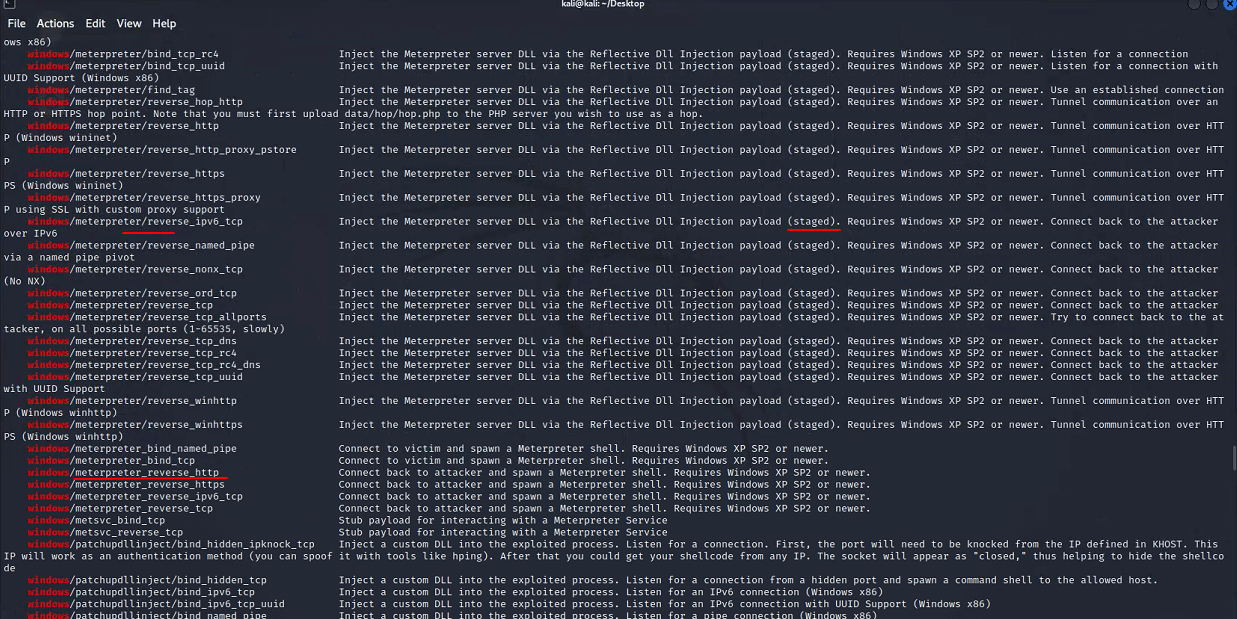 kali@kali: ~/Desktop
File Actions Edit View Help
ows x86)
windows/meterpreter/bind_tcp_rc4 Inject the Meterpreter server DLL via the Reflective Dll Injection payload (staged). Requires Windows XP SP2 or newer. Listen for a connection
windows/meterpreter/bind_tcp_uuid Inject the Meterpreter server DLL via the Reflective Dll Injection payload (staged). Requires Windows XP SP2 or newer. Listen for a connection with
UUID Support (Windows x86)
windows/meterpreter/find_tag Inject the Meterpreter server DLL via the Reflective Dll Injection payload (staged). Requires Windows XP SP2 or newer. Use an established connection
windows/meterpreter/reverse_hop_http Inject the Meterpreter server DLL via the Reflective Dll Injection payload (staged). Requires Windows XP SP2 or newer. Tunnel communication over an
HTTP or HTTPS hop point. Note that you must first upload data/hop/hop.php to the PHP server you wish to use as a hop.
windows/meterpreter/reverse_http Inject the Meterpreter server DLL via the Reflective Dll Injection payload (staged). Requires Windows XP SP2 or newer. Tunnel communication over HTT
P (Windows wininet)
windows/meterpreter/reverse_http_proxy_pstore Inject the Meterpreter server DLL via the Reflective Dll Injection payload (staged). Requires Windows XP SP2 or newer. Tunnel communication over HTT
P
windows/meterpreter/reverse_https Inject the Meterpreter server DLL via the Reflective Dll Injection payload (staged). Requires Windows XP SP2 or newer. Tunnel communication over HTT
PS (Windows wininet)
windows/meterpreter/reverse_https_proxy Inject the Meterpreter server DLL via the Reflective Dll Injection payload (staged). Requires Windows XP SP2 or newer. Tunnel communication over HTT
P using SSL with custom proxy support
windows/meterpreter/reverse_ipv6_tcp Inject the Meterpreter server DLL via the Reflective Dll Injection payload (staged). Requires Windows XP SP2 or newer. Connect back to the attacker
over IPv6
windows/meterpreter/reverse_named_pipe Inject the Meterpreter server DLL via the Reflective Dll Injection payload (staged). Requires Windows XP SP2 or newer. Connect back to the attacker
via a named pipe pivot
windows/meterpreter/reverse_nonx_tcp Inject the Meterpreter server DLL via the Reflective Dll Injection payload (staged). Requires Windows XP SP2 or newer. Connect back to the attacker
(No NX)
windows/meterpreter/reverse_ord_tcp Inject the Meterpreter server DLL via the Reflective Dll Injection payload (staged). Requires Windows XP SP2 or newer. Connect back to the attacker
windows/meterpreter/reverse_tcp Inject the Meterpreter server DLL via the Reflective Dll Injection payload (staged). Requires Windows XP SP2 or newer. Connect back to the attacker
windows/meterpreter/reverse_tcp_allports Inject the Meterpreter server DLL via the Reflective Dll Injection payload (staged). Requires Windows XP SP2 or newer. Try to connect back to the at
tacker, on all possible ports (1-65535, slowly)
windows/meterpreter/reverse_tcp_dns Inject the Meterpreter server DLL via the Reflective Dll Injection payload (staged). Requires Windows XP SP2 or newer. Connect back to the attacker
windows/meterpreter/reverse_tcp_rc4 Inject the Meterpreter server DLL via the Reflective Dll Injection payload (staged). Requires Windows XP SP2 or newer. Connect back to the attacker
windows/meterpreter/reverse_tcp_rc4_dns Inject the Meterpreter server DLL via the Reflective Dll Injection payload (staged). Requires Windows XP SP2 or newer. Connect back to the attacker
windows/meterpreter/reverse_tcp_uuid Inject the Meterpreter server DLL via the Reflective Dll Injection payload (staged). Requires Windows XP SP2 or newer. Connect back to the attacker
with UUID Support
windows/meterpreter/reverse_winhttp Inject the Meterpreter server DLL via the Reflective Dll Injection payload (staged). Requires Windows XP SP2 or newer. Tunnel communication over HTT
P (Windows winhttp)
windows/meterpreter/reverse_winhttps Inject the Meterpreter server DLL via the Reflective Dll Injection payload (staged). Requires Windows XP SP2 or newer. Tunnel communication over HTT
PS (Windows winhttp)
windows/meterpreter_bind_named_pipe Connect to victim and spawn a Meterpreter shell. Requires Windows XP SP2 or newer.
windows/meterpreter_bind_tcp Connect to victim and spawn a Meterpreter shell. Requires Windows XP SP2 or newer.
windows/meterpreter_reverse_http Connect back to attacker and spawn a Meterpreter shell. Requires Windows XP SP2 or newer.
windows/meterpreter_reverse_https Connect back to attacker and spawn a Meterpreter shell. Requires Windows XP SP2 or newer.
windows/meterpreter_reverse_ipv6_tcp Connect back to attacker and spawn a Meterpreter shell. Requires Windows XP SP2 or newer.
windows/meterpreter_reverse_tcp Connect back to attacker and spawn a Meterpreter shell. Requires Windows XP SP2 or newer.
windows/metsvc_bind_tcp Stub payload for interacting with a Meterpreter Service
windows/metsvc_reverse_tcp Stub payload for interacting with a Meterpreter Service
windows/patchupdllinject/bind_hidden_ipknock_tcp Inject a custom DLL into the exploited process. Listen for a connection. First, the port will need to be knocked from the IP defined in KHOST. This
IP will work as an authentication method (you can spoof it with tools like hping). After that you could get your shellcode from any IP. The socket will appear as "closed," thus helping to hide the shellco
de
windows/patchupdllinject/bind_hidden_tcp Inject a custom DLL into the exploited process. Listen for a connection from a hidden port and spawn a command shell to the allowed host.
windows/patchupdllinject/bind_ipv6_tcp Inject a custom DLL into the exploited process. Listen for an IPv6 connection (Windows x86)
windows/patchupdllinject/bind_ipv6_tcp_uuid Inject a custom DLL into the exploited process. Listen for an IPv6 connection with UUID Support (Windows x86)
windows/patchupdllinject/bind_named_pipe Inject a custom DLL into the exploited process. Listen for a pipe connection (Windows x86)